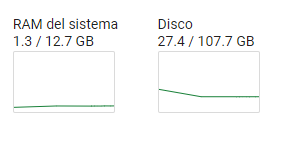 RAM del sistema
1.3 / 12.7 GB
Disco
27.4 / 107.7 GB